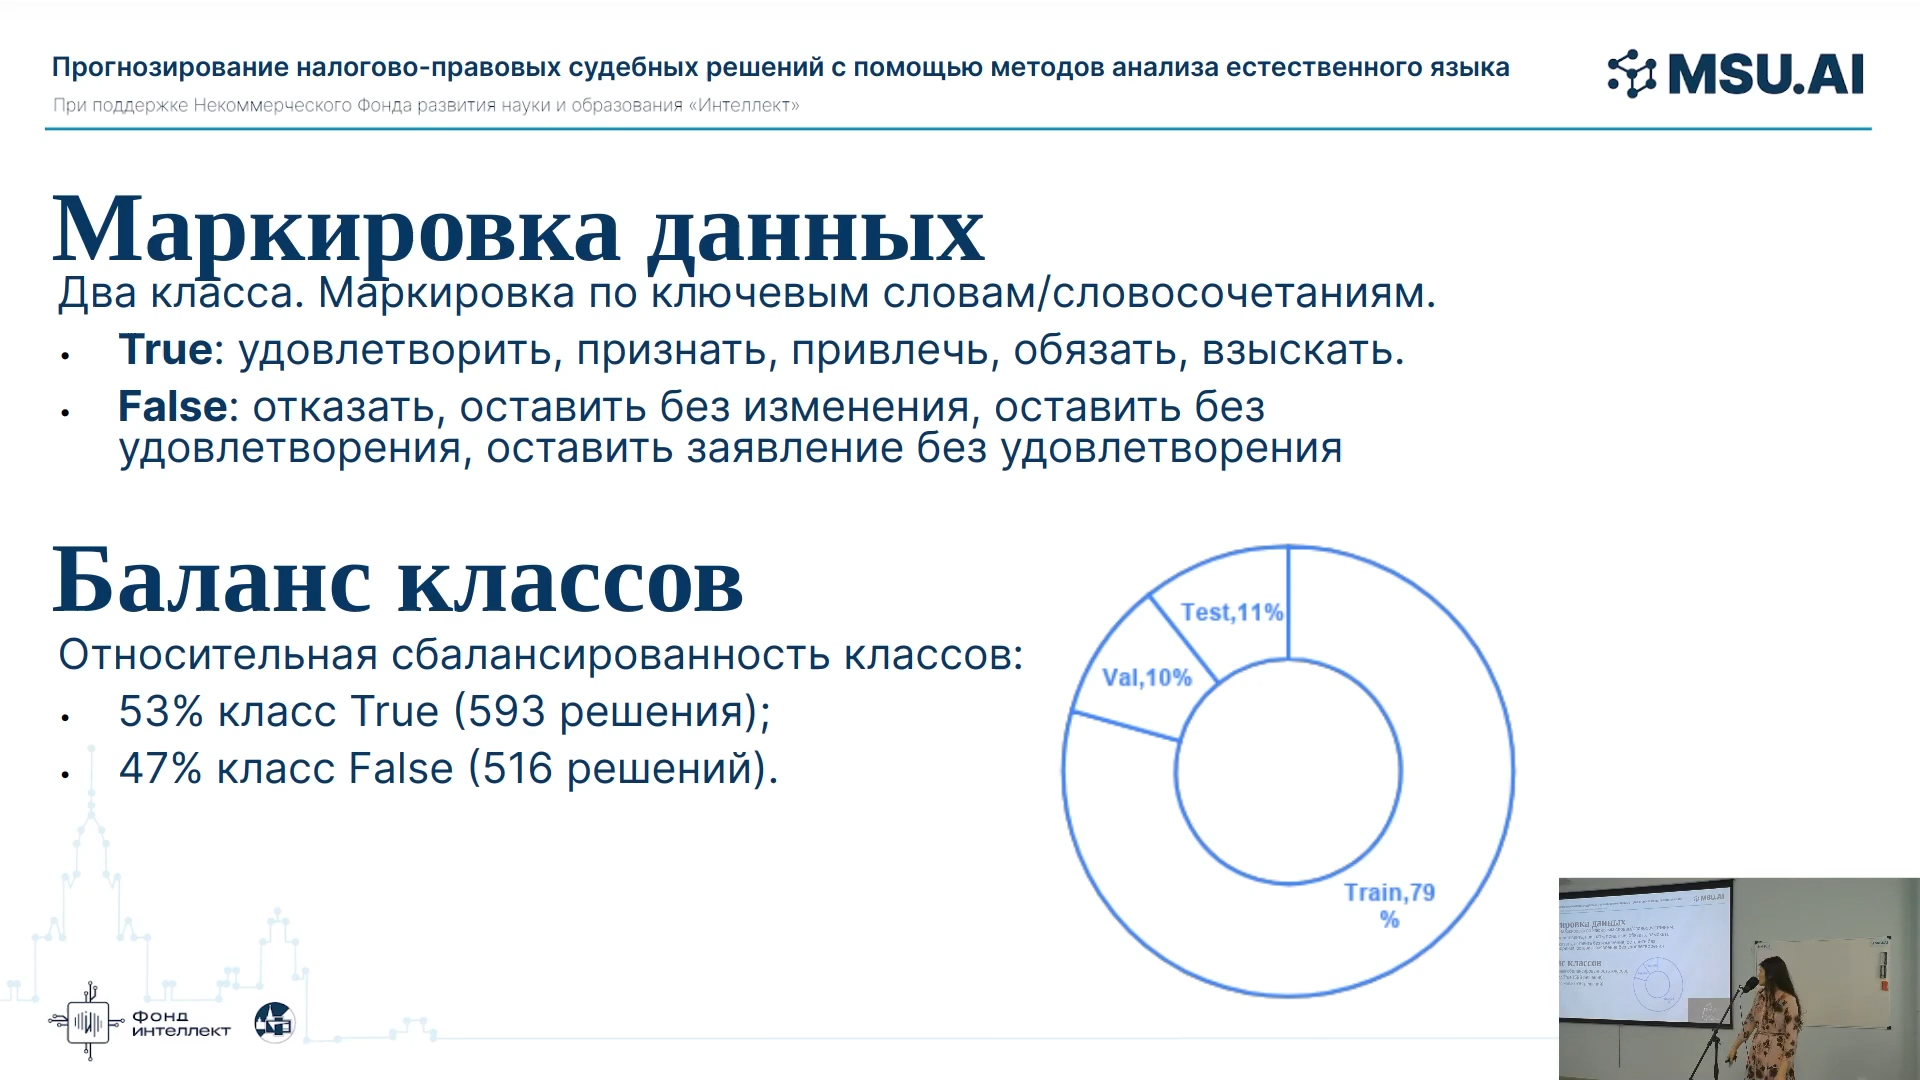 Прогнозирование налогово-правовых судебных решений с помощью методов анализа естественного языка
При поддержке Некоммерческого Фонда развития науки и образования «Интеллект»
MSU.AI
Маркировка данных
Два класса. Маркировка по ключевым словам/словосочетаниям.
• True: удовлетворить, признать, привлечь, обязать, взыскать.
• False: отказать, оставить без изменения, оставить без
удовлетворения, оставить заявление без удовлетворения
Баланс классов
Относительная сбалансированность классов:
• 53% класс True (593 решения);
• 47% класс False (516 решений).
Test,11%
Val,10%
Train,79
%
ФОНД
ИНТЕЛЛЕКТ
MSU.AI